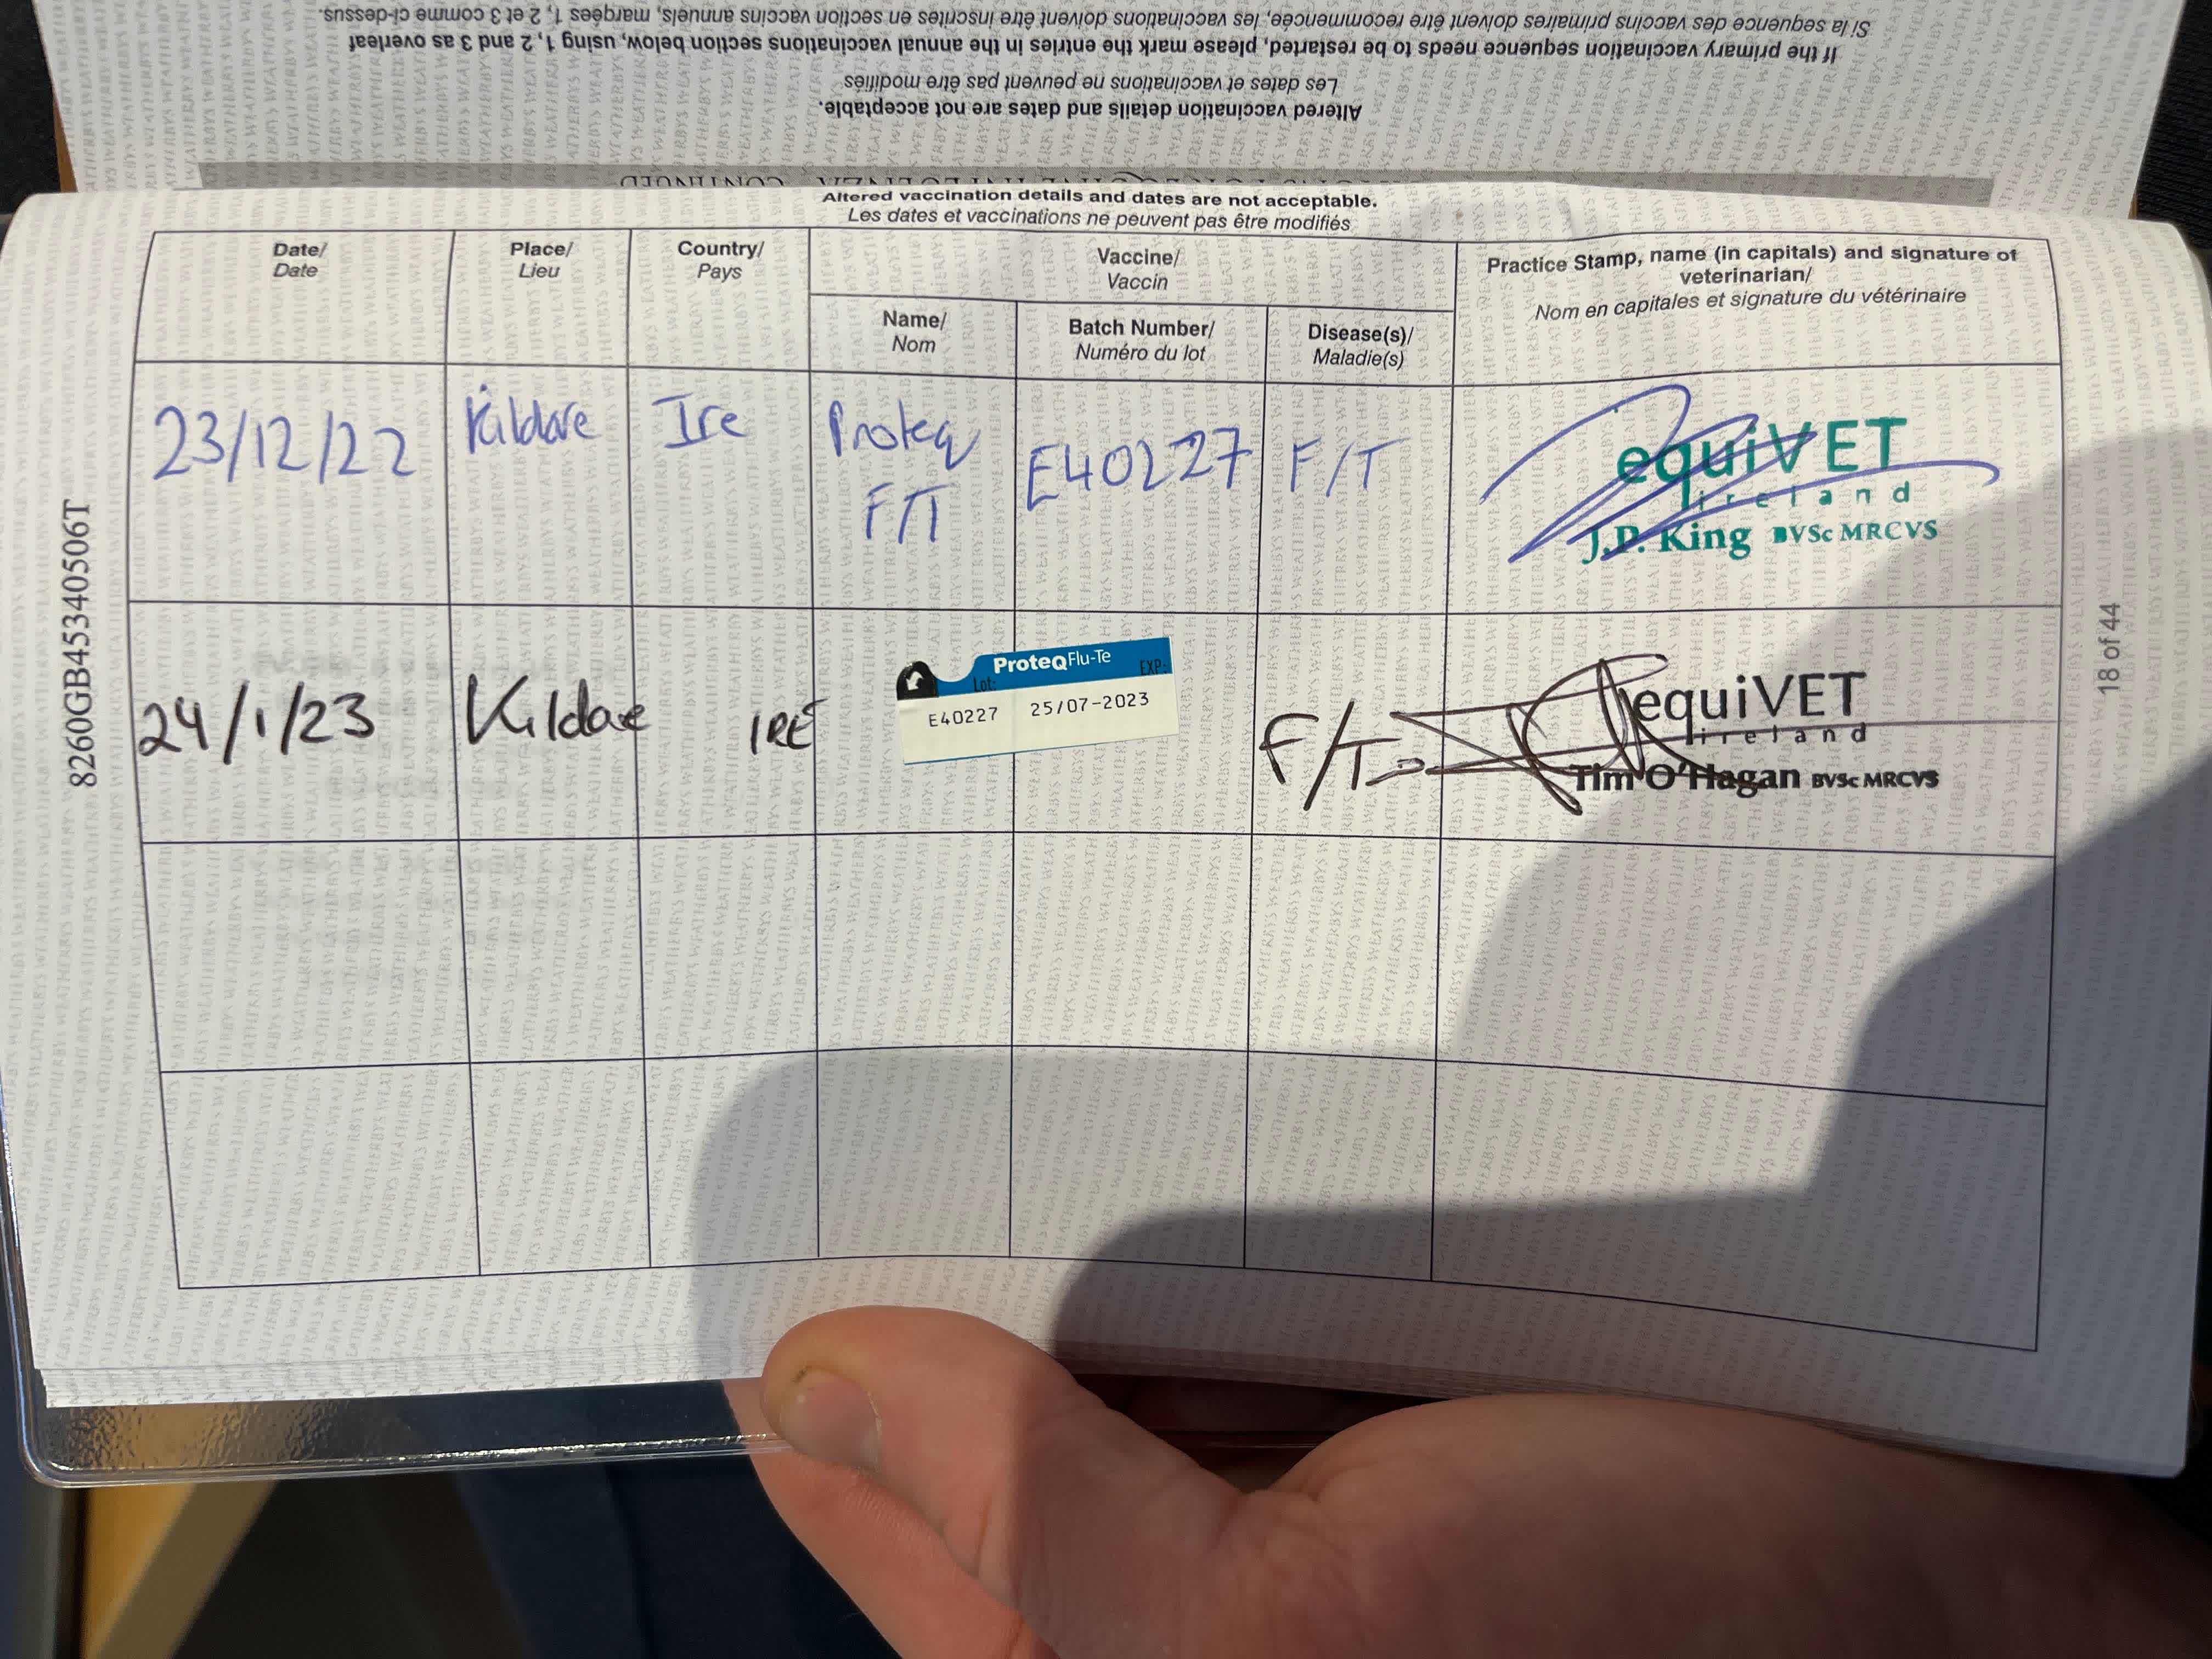 Si la sequence des vaccins primaires doivent être recommencée, les vaccinations doivent être inscrites en section vaccins annuels, marqées 1, 2 et 3 comme ci-dessus.
If the primary vaccination sequence needs to be restarted, please mark the entries in the annual vaccinations section below, using 1, 2 and 3 as overleaf
Les dates et vaccinations ne peuvent pas être modifiés
Altered vaccination details and dates are not acceptable.
CONTINUED
Altered vaccination details and dates are not acceptable.
Les dates et vaccinations ne peuvent pas être modifiés
Date/
Date
Place/
Lieu
Country/
Pays
Vaccine/
Vaccin
Name/
Nom
Batch Number/
Numéro du lot
Disease(s)/
Maladie(s)
Practice Stamp, name (in capitals) and signature of
veterinarian/
Nom en capitales et signature du vétérinaire
23/12/22
Kildare
Ire
Proteq
F/T
E40227
F/T
equiVET
ireland
J.P. King BVSc MRCVS
24/1/23
Kildare
IRE
ProteqFlu-Te
Lot:
EXP:
E40227 25/07-2023
F/T
equiVET
ireland
Tim O'Hagan BVSc MRCVS
8260GB45340506T
18 of 44